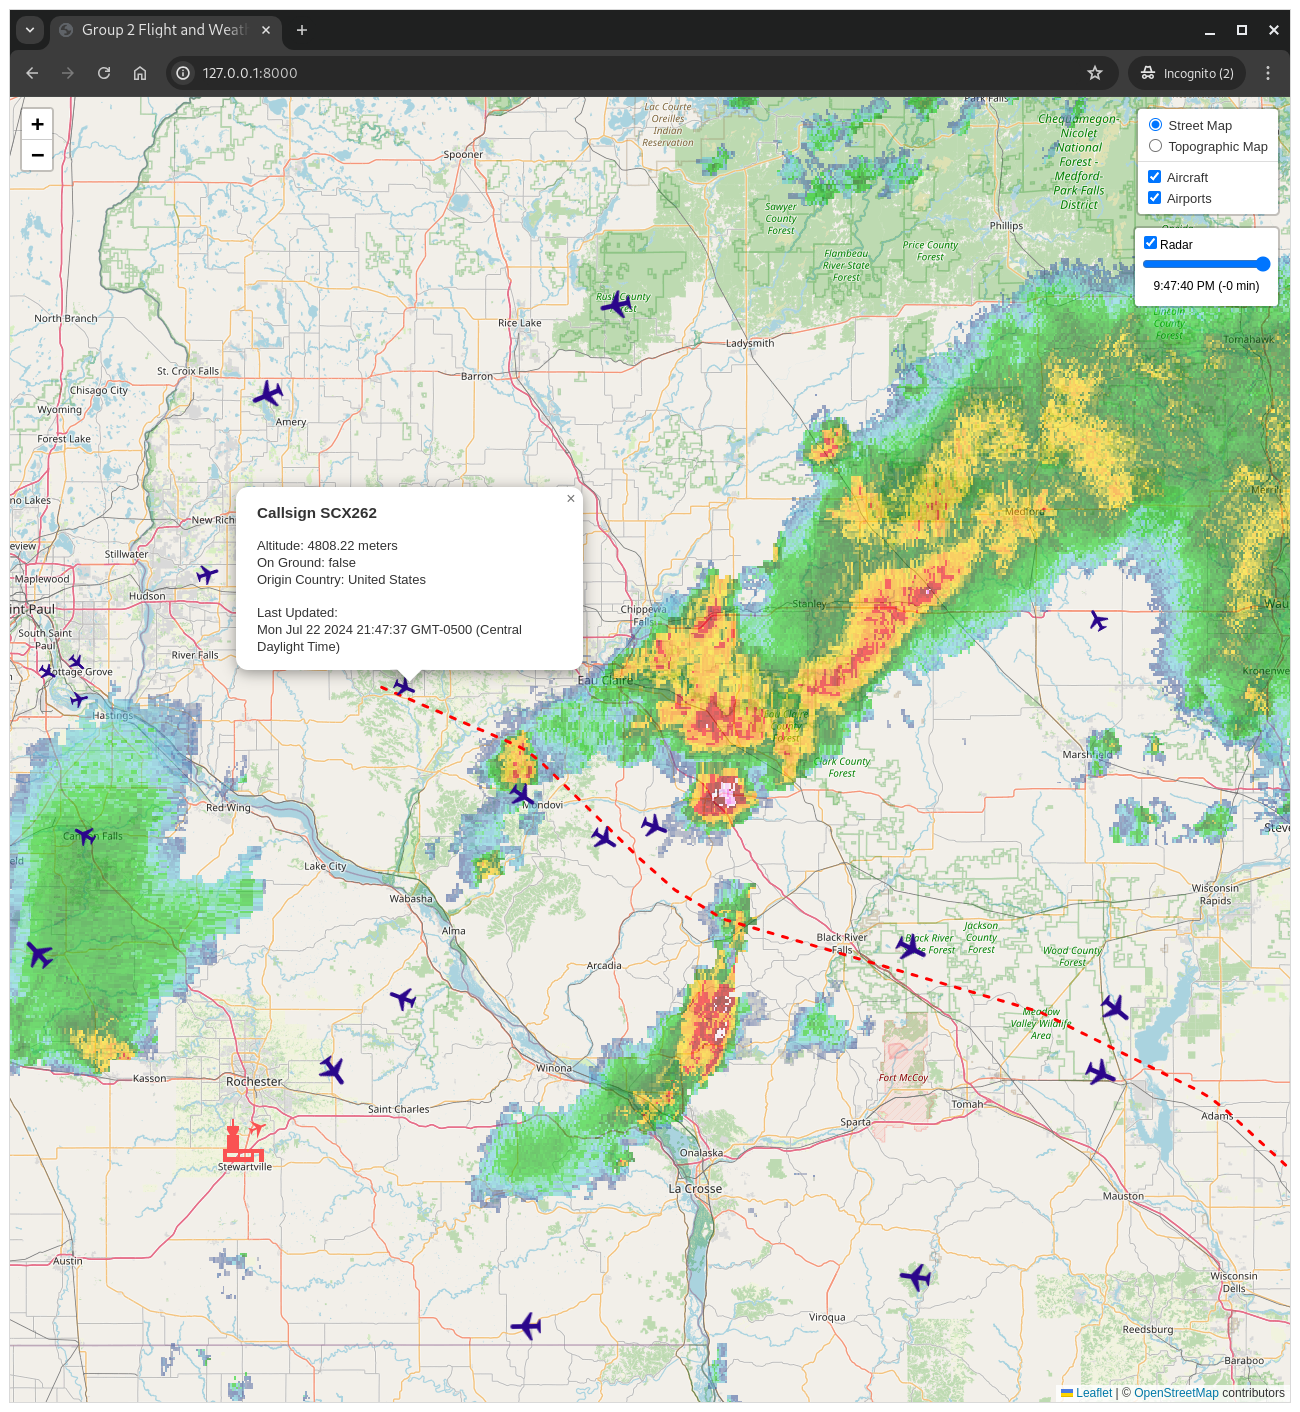 Group 2 Flight and Weath
127.0.0.1:8000
Incognito (2)
+
−
Street Map
Topographic Map
Aircraft
Airports
Radar
9:47:40 PM (-0 min)
Lac Courte
Oreilles
Indian
Reservation
Park Falls
Chequamegon-
Nicolet
National
Forest -
Medford-
Park Falls
District
Spooner
Sawyer
County
Forest
Phillips
Price County
Forest
Flambeau
River State
Forest
Rusk County
Forest
Lincoln
County
Forest
Tomahawk
North Branch
Rice Lake
Ladysmith
St. Croix Falls
Barron
Chisago City
Wyoming
Amery
Forest Lake
no Lakes
Merrill
New Rich
Medford
eview
Stillwater
Maplewood
Hudson
int Paul
South Saint
Paul
River Falls
Cottage Grove
Hastings
×
Callsign SCX262
Altitude: 4808.22 meters
On Ground: false
Origin Country: United States
Last Updated:
Mon Jul 22 2024 21:47:37 GMT-0500 (Central
Daylight Time)
Chippewa
Falls
Stanley
Wau
Kronenwe
Eau Claire
Eau Claire
County
Forest
Clark County
Forest
Marshfield
Mondovi
Red Wing
Steve
Cannon Falls
eld
Lake City
Wabasha
Wisconsin
Rapids
Alma
Black River
Falls
Black River
State Forest
Jackson
County
Forest
Wood County
Forest
Arcadia
Meadow
Valley Wildlife
Area
Kasson
Rochester
Winona
Fort McCoy
Saint Charles
Tomah
Sparta
Adams
Stewartville
Onalaska
La Crosse
Mauston
Austin
Wisconsin
Dells
Viroqua
Reedsburg
Baraboo
Leaflet | © OpenStreetMap contributors